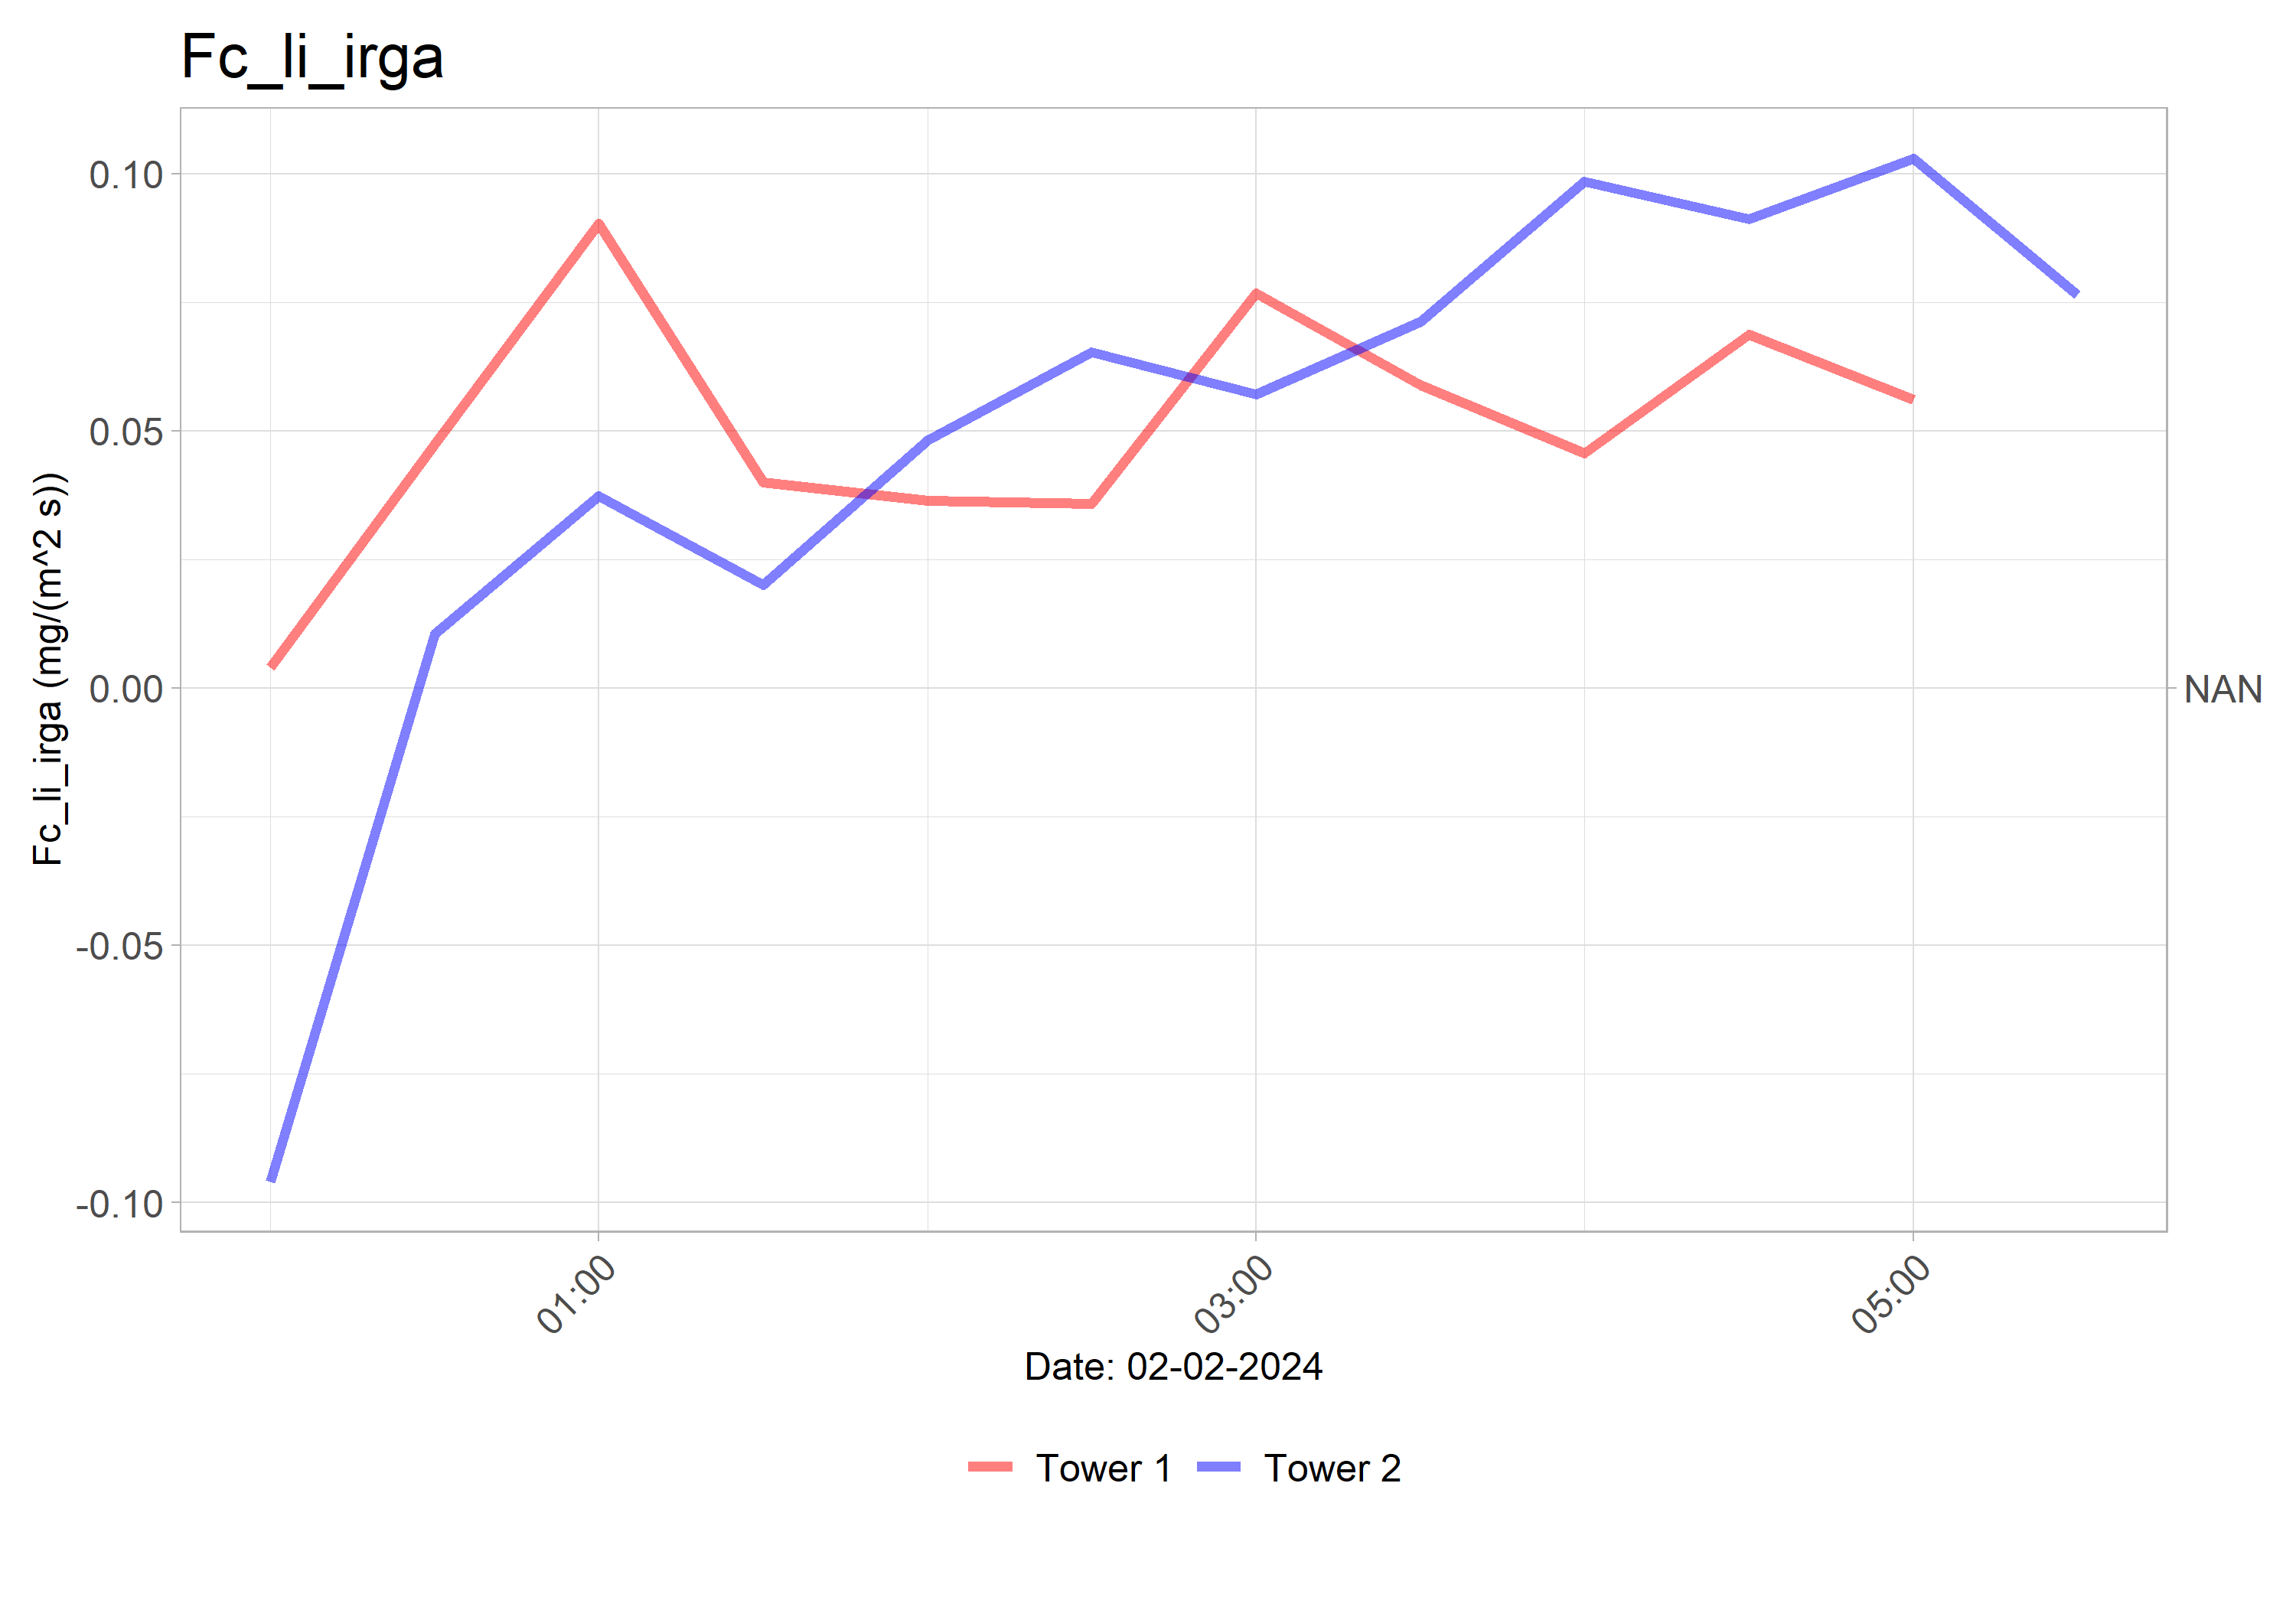 Fc_li_irga
Fc_li_irga (mg/(m^2 s))
0.10
0.05
0.00
-0.05
-0.10
NAN
01:00
03:00
05:00
Date: 02-02-2024
Tower 1
Tower 2